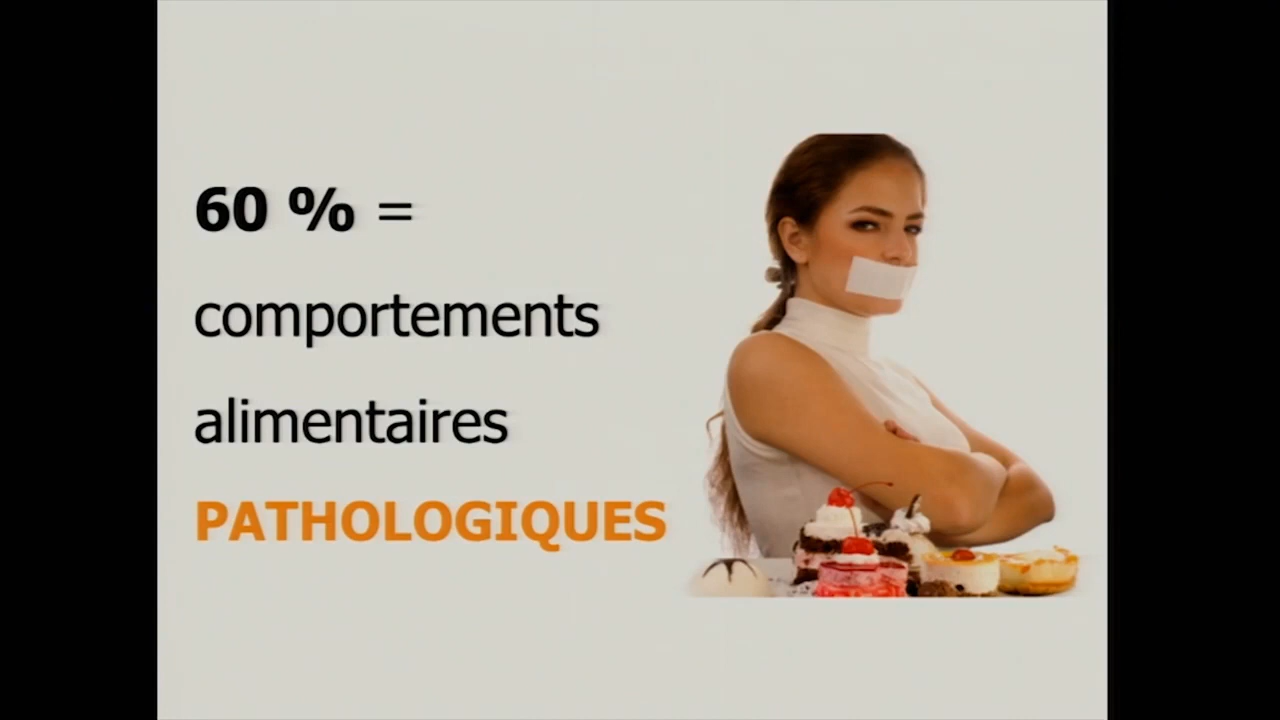 60 % =
comportements
alimentaires
PATHOLOGIQUES